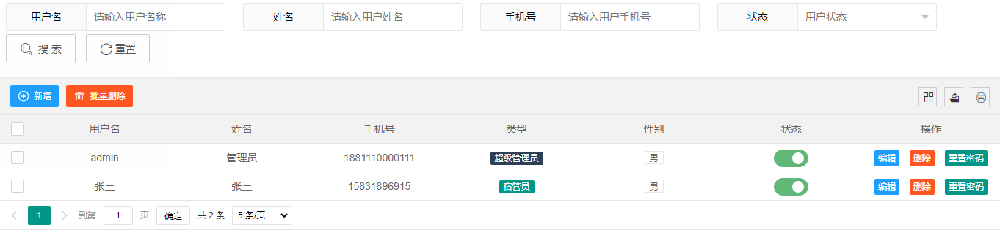 用户名 请输入用户名称 姓名 请输入用户姓名 手机号 请输入用户手机号 状态 用户状态
搜 索 重置
新增 批量删除
用户名 姓名 手机号 类型 性别 状态 操作
admin 管理员 1881110000111 超级管理员 男 编辑 删除 重置密码
张三 张三 15831896915 宿管员 男 编辑 删除 重置密码
1 到第 1 页 确定 共 2 条 5 条/页